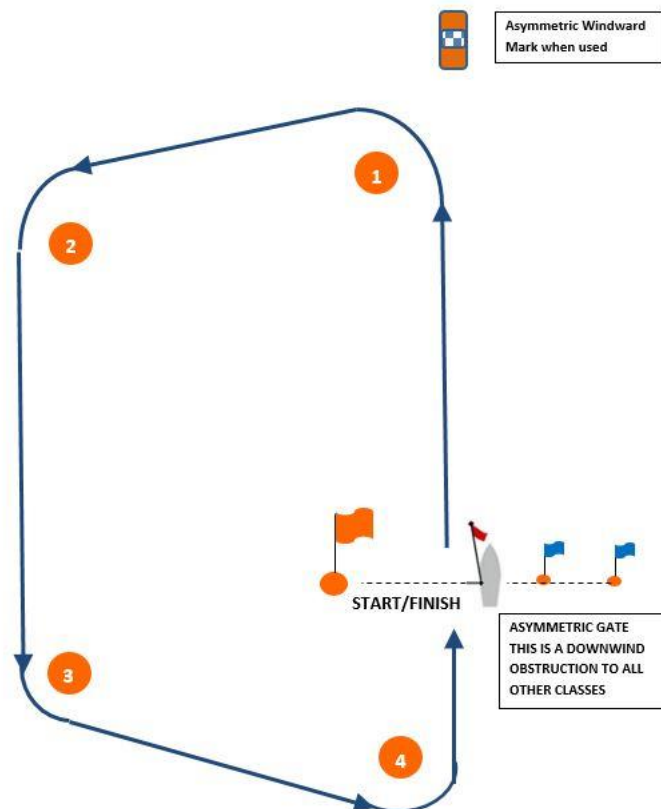 Asymmetric Windward
Mark when used
1
2
START/FINISH
ASYMMETRIC GATE
THIS IS A DOWNWIND
OBSTRUCTION TO ALL
OTHER CLASSES
3
4